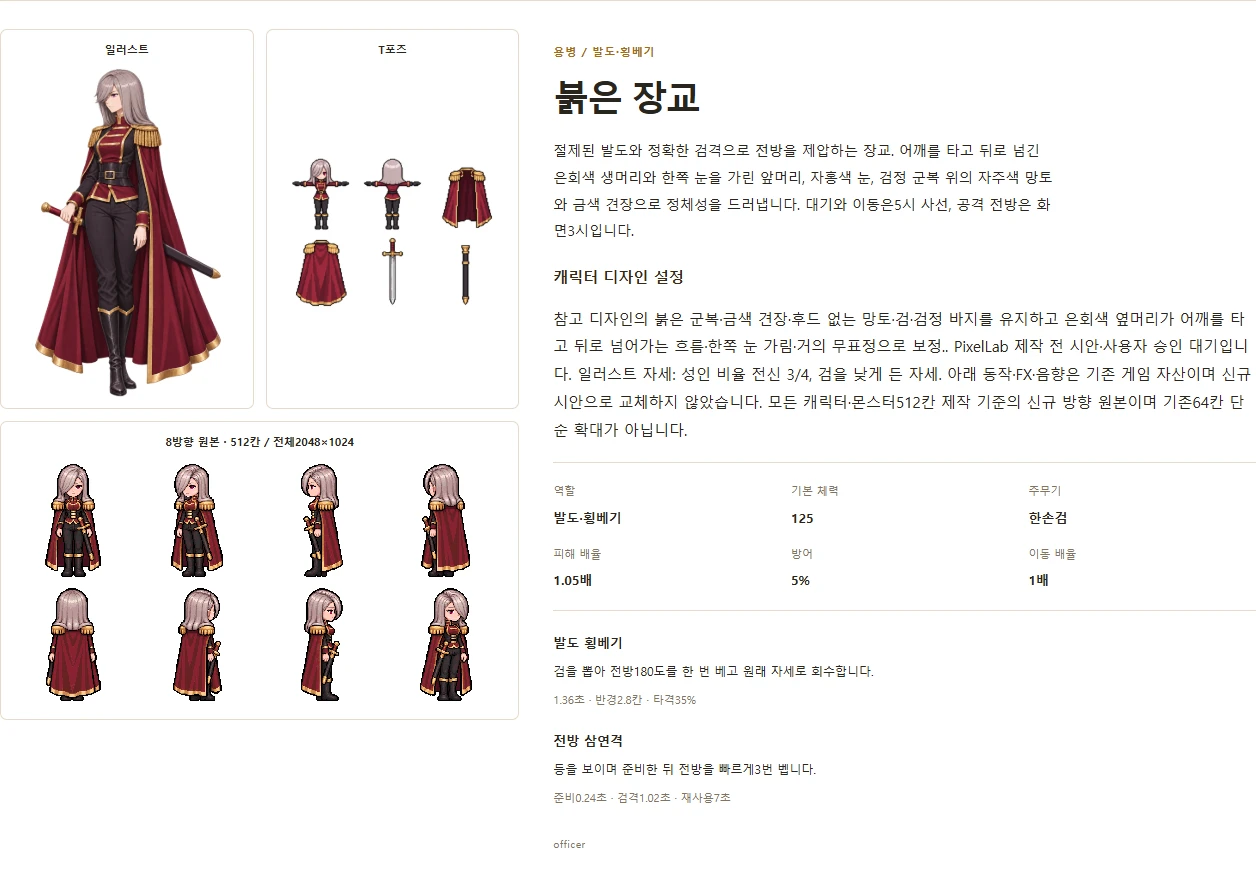 일러스트
T포즈
8방향 원본 · 512칸 / 전체2048×1024
용병 / 발도·횡베기
붉은 장교
절제된 발도와 정확한 검격으로 전방을 제압하는 장교. 어깨를 타고 뒤로 넘긴
은회색 생머리와 한쪽 눈을 가린 앞머리, 자홍색 눈, 검정 군복 위의 자주색 망토
와 금색 견장으로 정체성을 드러냅니다. 대기와 이동은5시 사선, 공격 전방은 화
면3시입니다.
캐릭터 디자인 설정
참고 디자인의 붉은 군복·금색 견장·후드 없는 망토·검·검정 바지를 유지하고 은회색 옆머리가 어깨를 타
고 뒤로 넘어가는 흐름·한쪽 눈 가림·거의 무표정으로 보정.. PixelLab 제작 전 시안·사용자 승인 대기입니
다. 일러스트 자세: 성인 비율 전신 3/4, 검을 낮게 든 자세. 아래 동작·FX·음향은 기존 게임 자산이며 신규
시안으로 교체하지 않았습니다. 모든 캐릭터·몬스터512칸 제작 기준의 신규 방향 원본이며 기존64칸 단
순 확대가 아닙니다.
역할
기본 체력
주무기
발도·횡베기
125
한손검
피해 배율
방어
이동 배율
1.05배
5%
1배
발도 횡베기
검을 뽑아 전방180도를 한 번 베고 원래 자세로 회수합니다.
1.36초 · 반경2.8칸 · 타격35%
전방 삼연격
등을 보이며 준비한 뒤 전방을 빠르게3번 벱니다.
준비0.24초 · 검격1.02초 · 재사용7초
officer